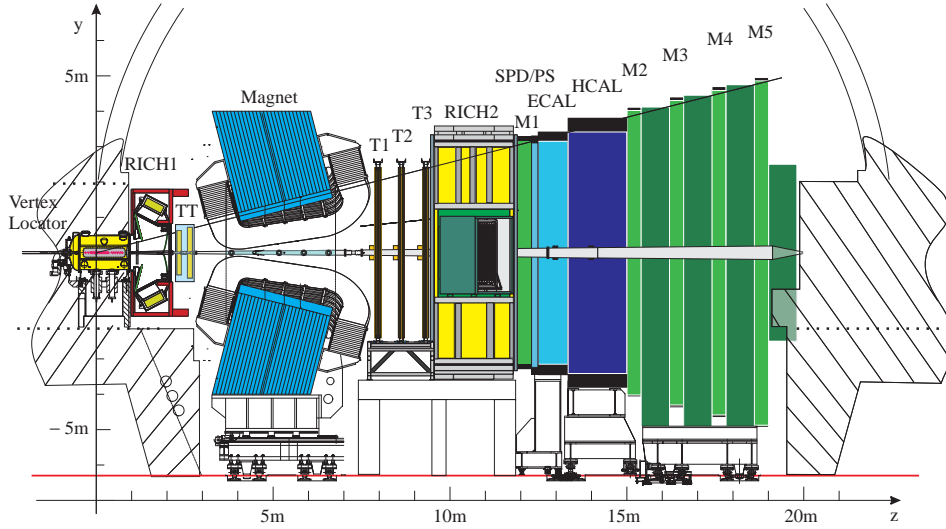 y
5m
Vertex
Locator
RICH1
TT
Magnet
T1
T2
T3
RICH2
M1
SPD/PS
ECAL
HCAL
M2
M3
M4
M5
− 5m
5m
10m
15m
20m
z